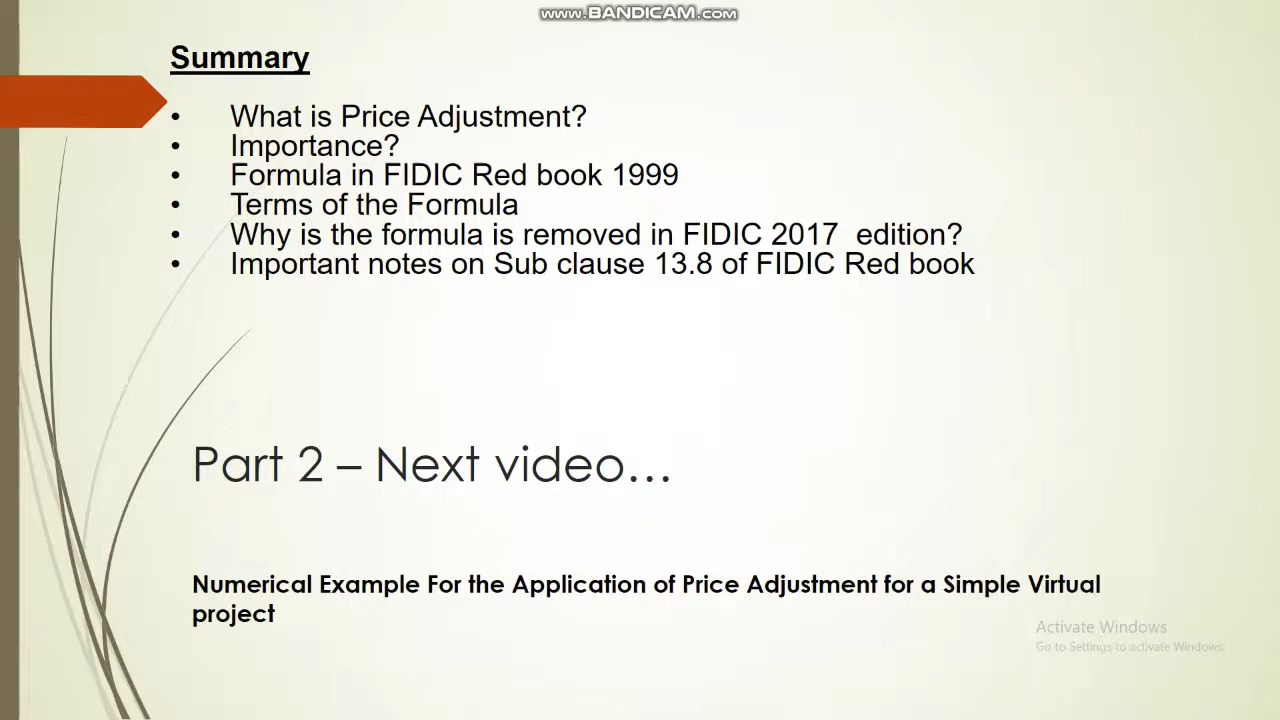 www.BANDICAM.com
Summary
• What is Price Adjustment?
• Importance?
• Formula in FIDIC Red book 1999
• Terms of the Formula
• Why is the formula is removed in FIDIC 2017  edition?
• Important notes on Sub clause 13.8 of FIDIC Red book
Part 2 – Next video…
Numerical Example For the Application of Price Adjustment for a Simple Virtual
project
Activate Windows
Go to Settings to activate Windows.